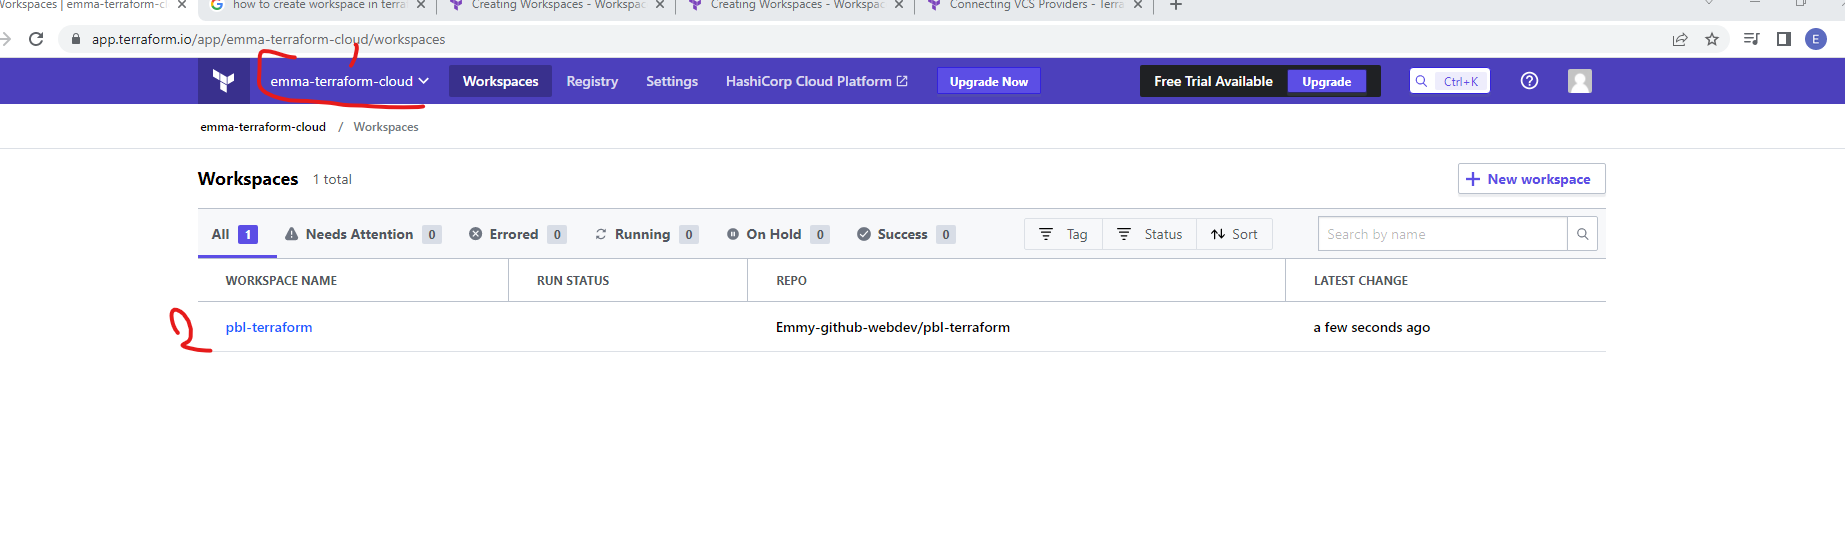 Workspaces | emma-terraform-cl
how to create workspace in terra
Creating Workspaces - Workspac
Creating Workspaces - Workspac
Connecting VCS Providers - Terra
app.terraform.io/app/emma-terraform-cloud/workspaces
E
emma-terraform-cloud
Workspaces
Registry
Settings
HashiCorp Cloud Platform
Upgrade Now
Free Trial Available
Upgrade
Ctrl+K
emma-terraform-cloud / Workspaces
Workspaces 1 total
+ New workspace
All 1
Needs Attention 0
Errored 0
Running 0
On Hold 0
Success 0
Tag
Status
Sort
Search by name
WORKSPACE NAME
RUN STATUS
REPO
LATEST CHANGE
2
pbl-terraform
Emmy-github-webdev/pbl-terraform
a few seconds ago